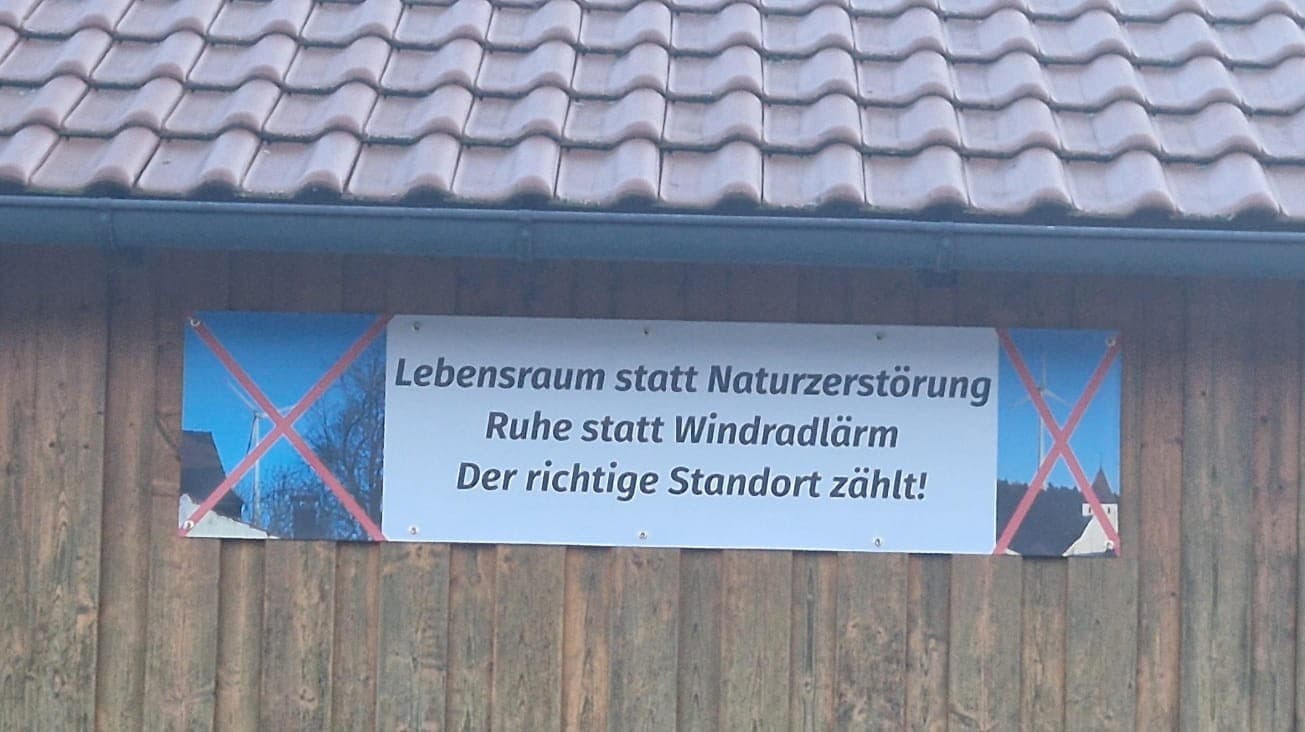 Lebensraum statt Naturzerstörung
Ruhe statt Windradlärm
Der richtige Standort zählt!